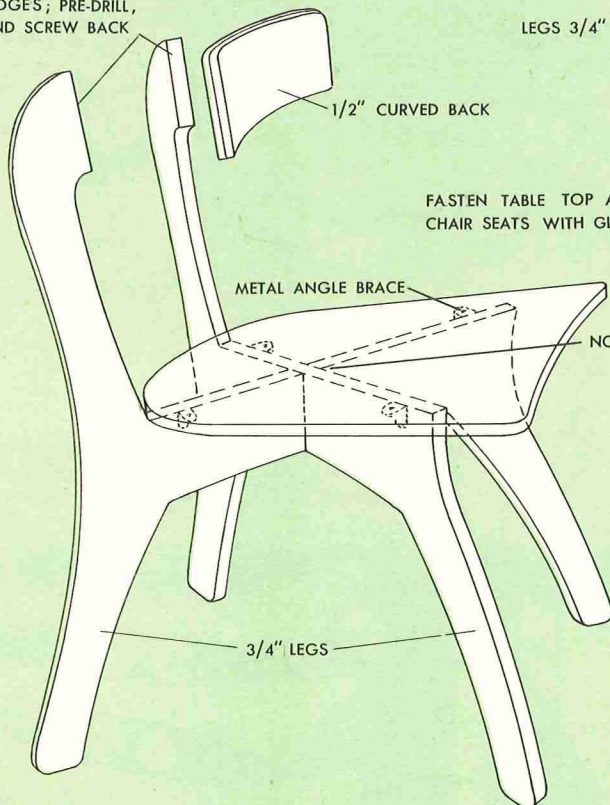 DGES; PRE-DRILL,
ND SCREW BACK
LEGS 3/4"
1/2" CURVED BACK
FASTEN TABLE TOP A
CHAIR SEATS WITH GL
METAL ANGLE BRACE
NO
3/4" LEGS